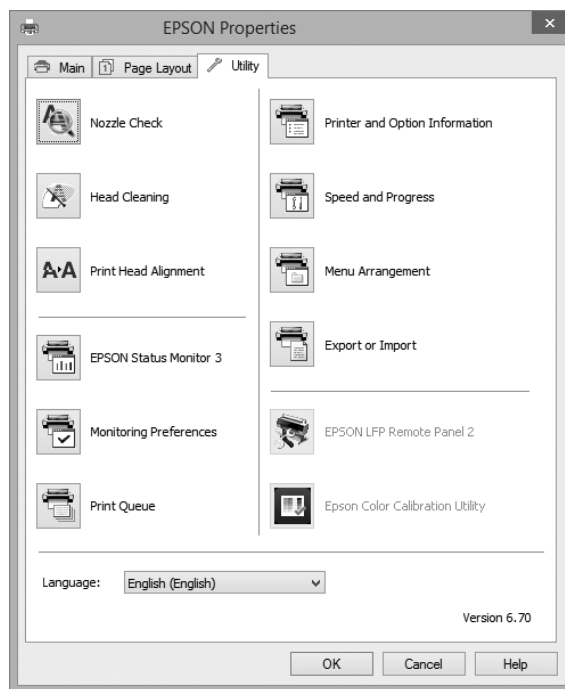 EPSON Properties
Main
Page Layout
Utility
Nozzle Check
Head Cleaning
A
A
Print Head Alignment
EPSON Status Monitor 3
Monitoring Preferences
Print Queue
Printer and Option Information
Speed and Progress
Menu Arrangement
Export or Import
EPSON LFP Remote Panel 2
Epson Color Calibration Utility
Language:
English (English)
Version 6.70
OK
Cancel
Help